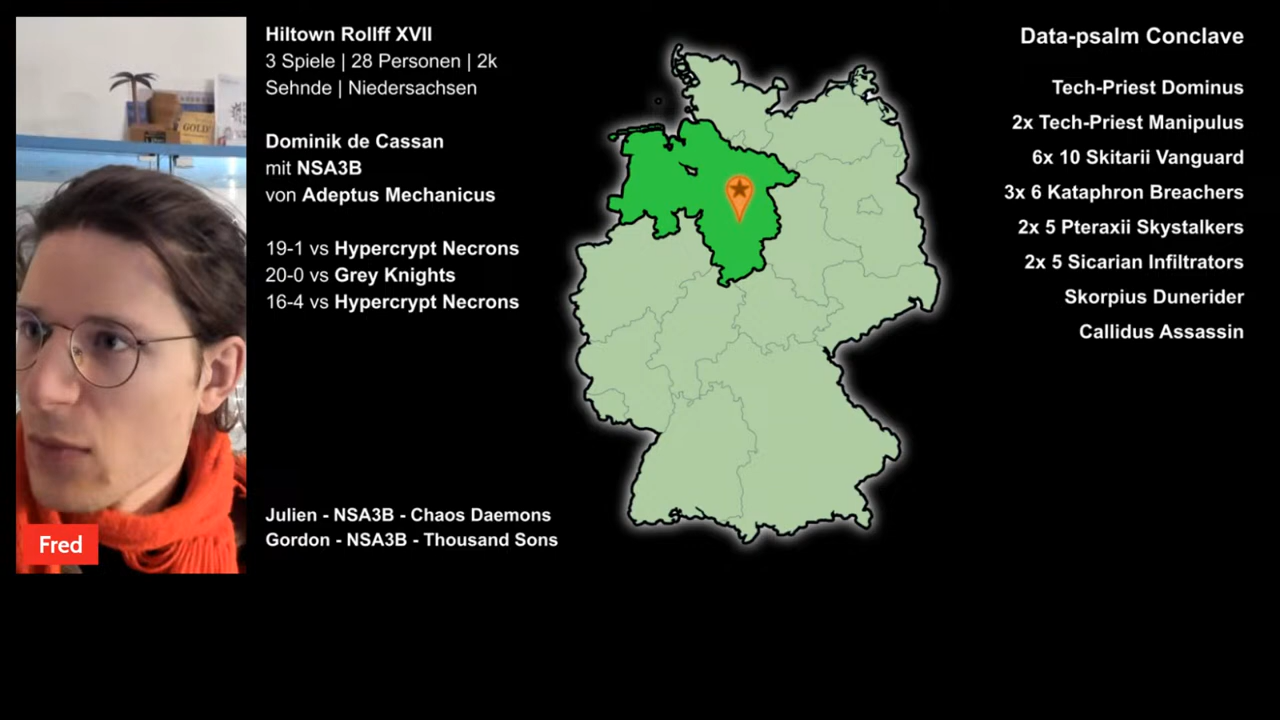 Hiltown Rollff XVII
3 Spiele | 28 Personen | 2k
Sehnde | Niedersachsen
Dominik de Cassan
mit NSA3B
von Adeptus Mechanicus
19-1 vs Hypercrypt Necrons
20-0 vs Grey Knights
16-4 vs Hypercrypt Necrons
Julien - NSA3B - Chaos Daemons
Gordon - NSA3B - Thousand Sons
Data-psalm Conclave
Tech-Priest Dominus
2x Tech-Priest Manipulus
6x 10 Skitarii Vanguard
3x 6 Kataphron Breachers
2x 5 Pteraxii Skystalkers
2x 5 Sicarian Infiltrators
Skorpius Dunerider
Callidus Assassin
GOLD
Fred